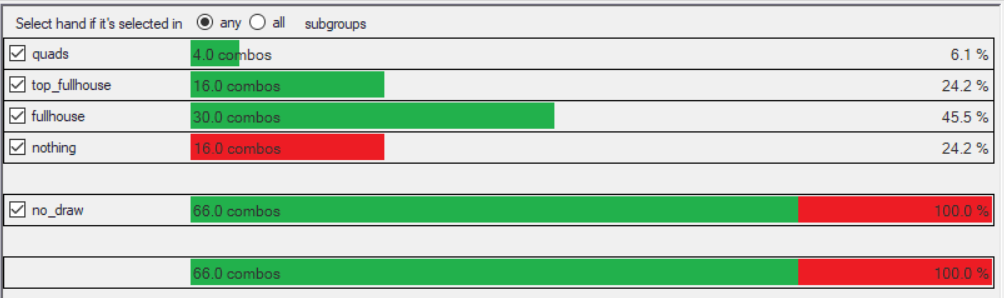 Select hand if it's selected in any all subgroups
quads 4.0 combos 6.1 %
top_fullhouse 16.0 combos 24.2 %
fullhouse 30.0 combos 45.5 %
nothing 16.0 combos 24.2 %
no_draw 66.0 combos 100.0 %
66.0 combos 100.0 %